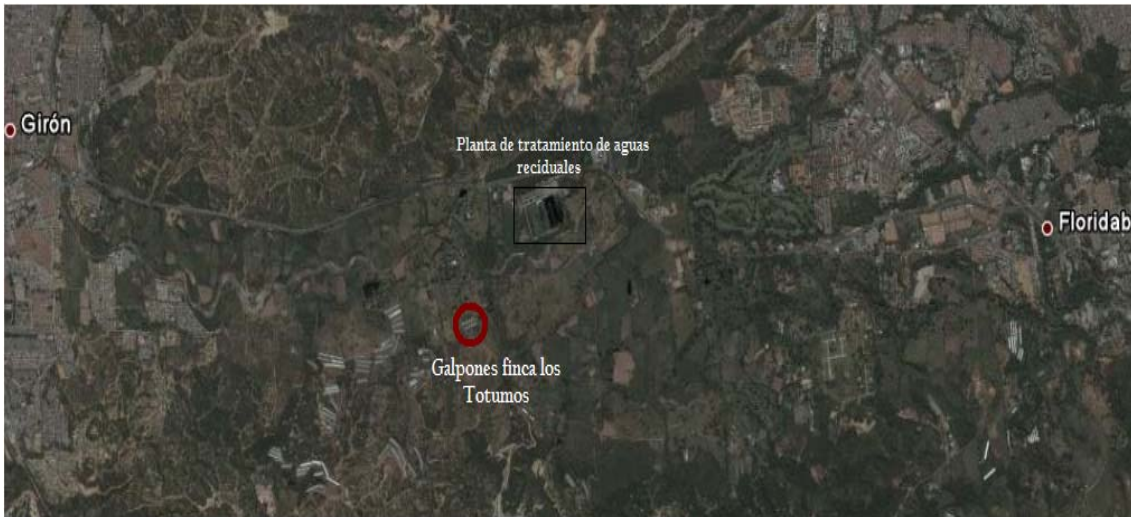 Girón
Planta de tratamiento de aguas
reciduales
Floridab
Galpones finca los
Totumos